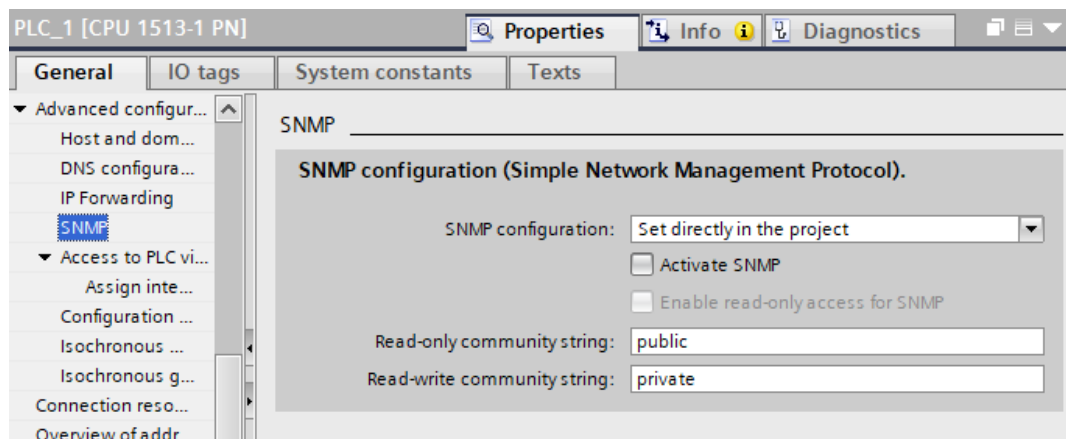 PLC_1 [CPU 1513-1 PN]
Properties
Info
Diagnostics
General
IO tags
System constants
Texts
Advanced configur...
Host and dom...
DNS configura...
IP Forwarding
SNMP
Access to PLC vi...
Assign inte...
Configuration ...
Isochronous ...
Isochronous g...
Connection reso...
Overview of addr
SNMP
SNMP configuration (Simple Network Management Protocol).
SNMP configuration: Set directly in the project
Activate SNMP
Enable read-only access for SNMP
Read-only community string: public
Read-write community string: private